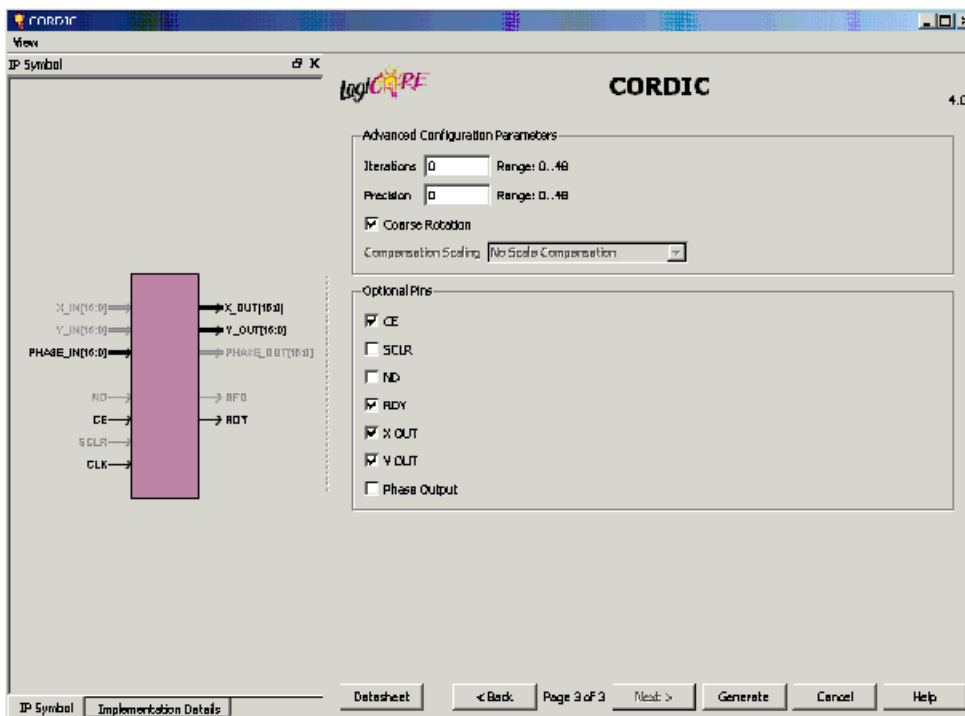 CORDIC
View
IP Symbol
LogiCORE
CORDIC
4.0
Advanced Configuration Parameters
Iterations 0 Range: 0..48
Precision 0 Range: 0..48
Coarse Rotation
Compensation Scaling No Scale Compensation
Optional Pins
CE
SCLR
ND
RDY
X OUT
Y OUT
Phase Output
X_IN[16:0]
Y_IN[16:0]
PHASE_IN[16:0]
ND
CE
SCLR
CLK
X_OUT[16:0]
Y_OUT[16:0]
PHASE_OUT[16:0]
RFD
RDY
IP Symbol
Implementation Details
Datasheet
< Back
Page 3 of 3
Next >
Generate
Cancel
Help